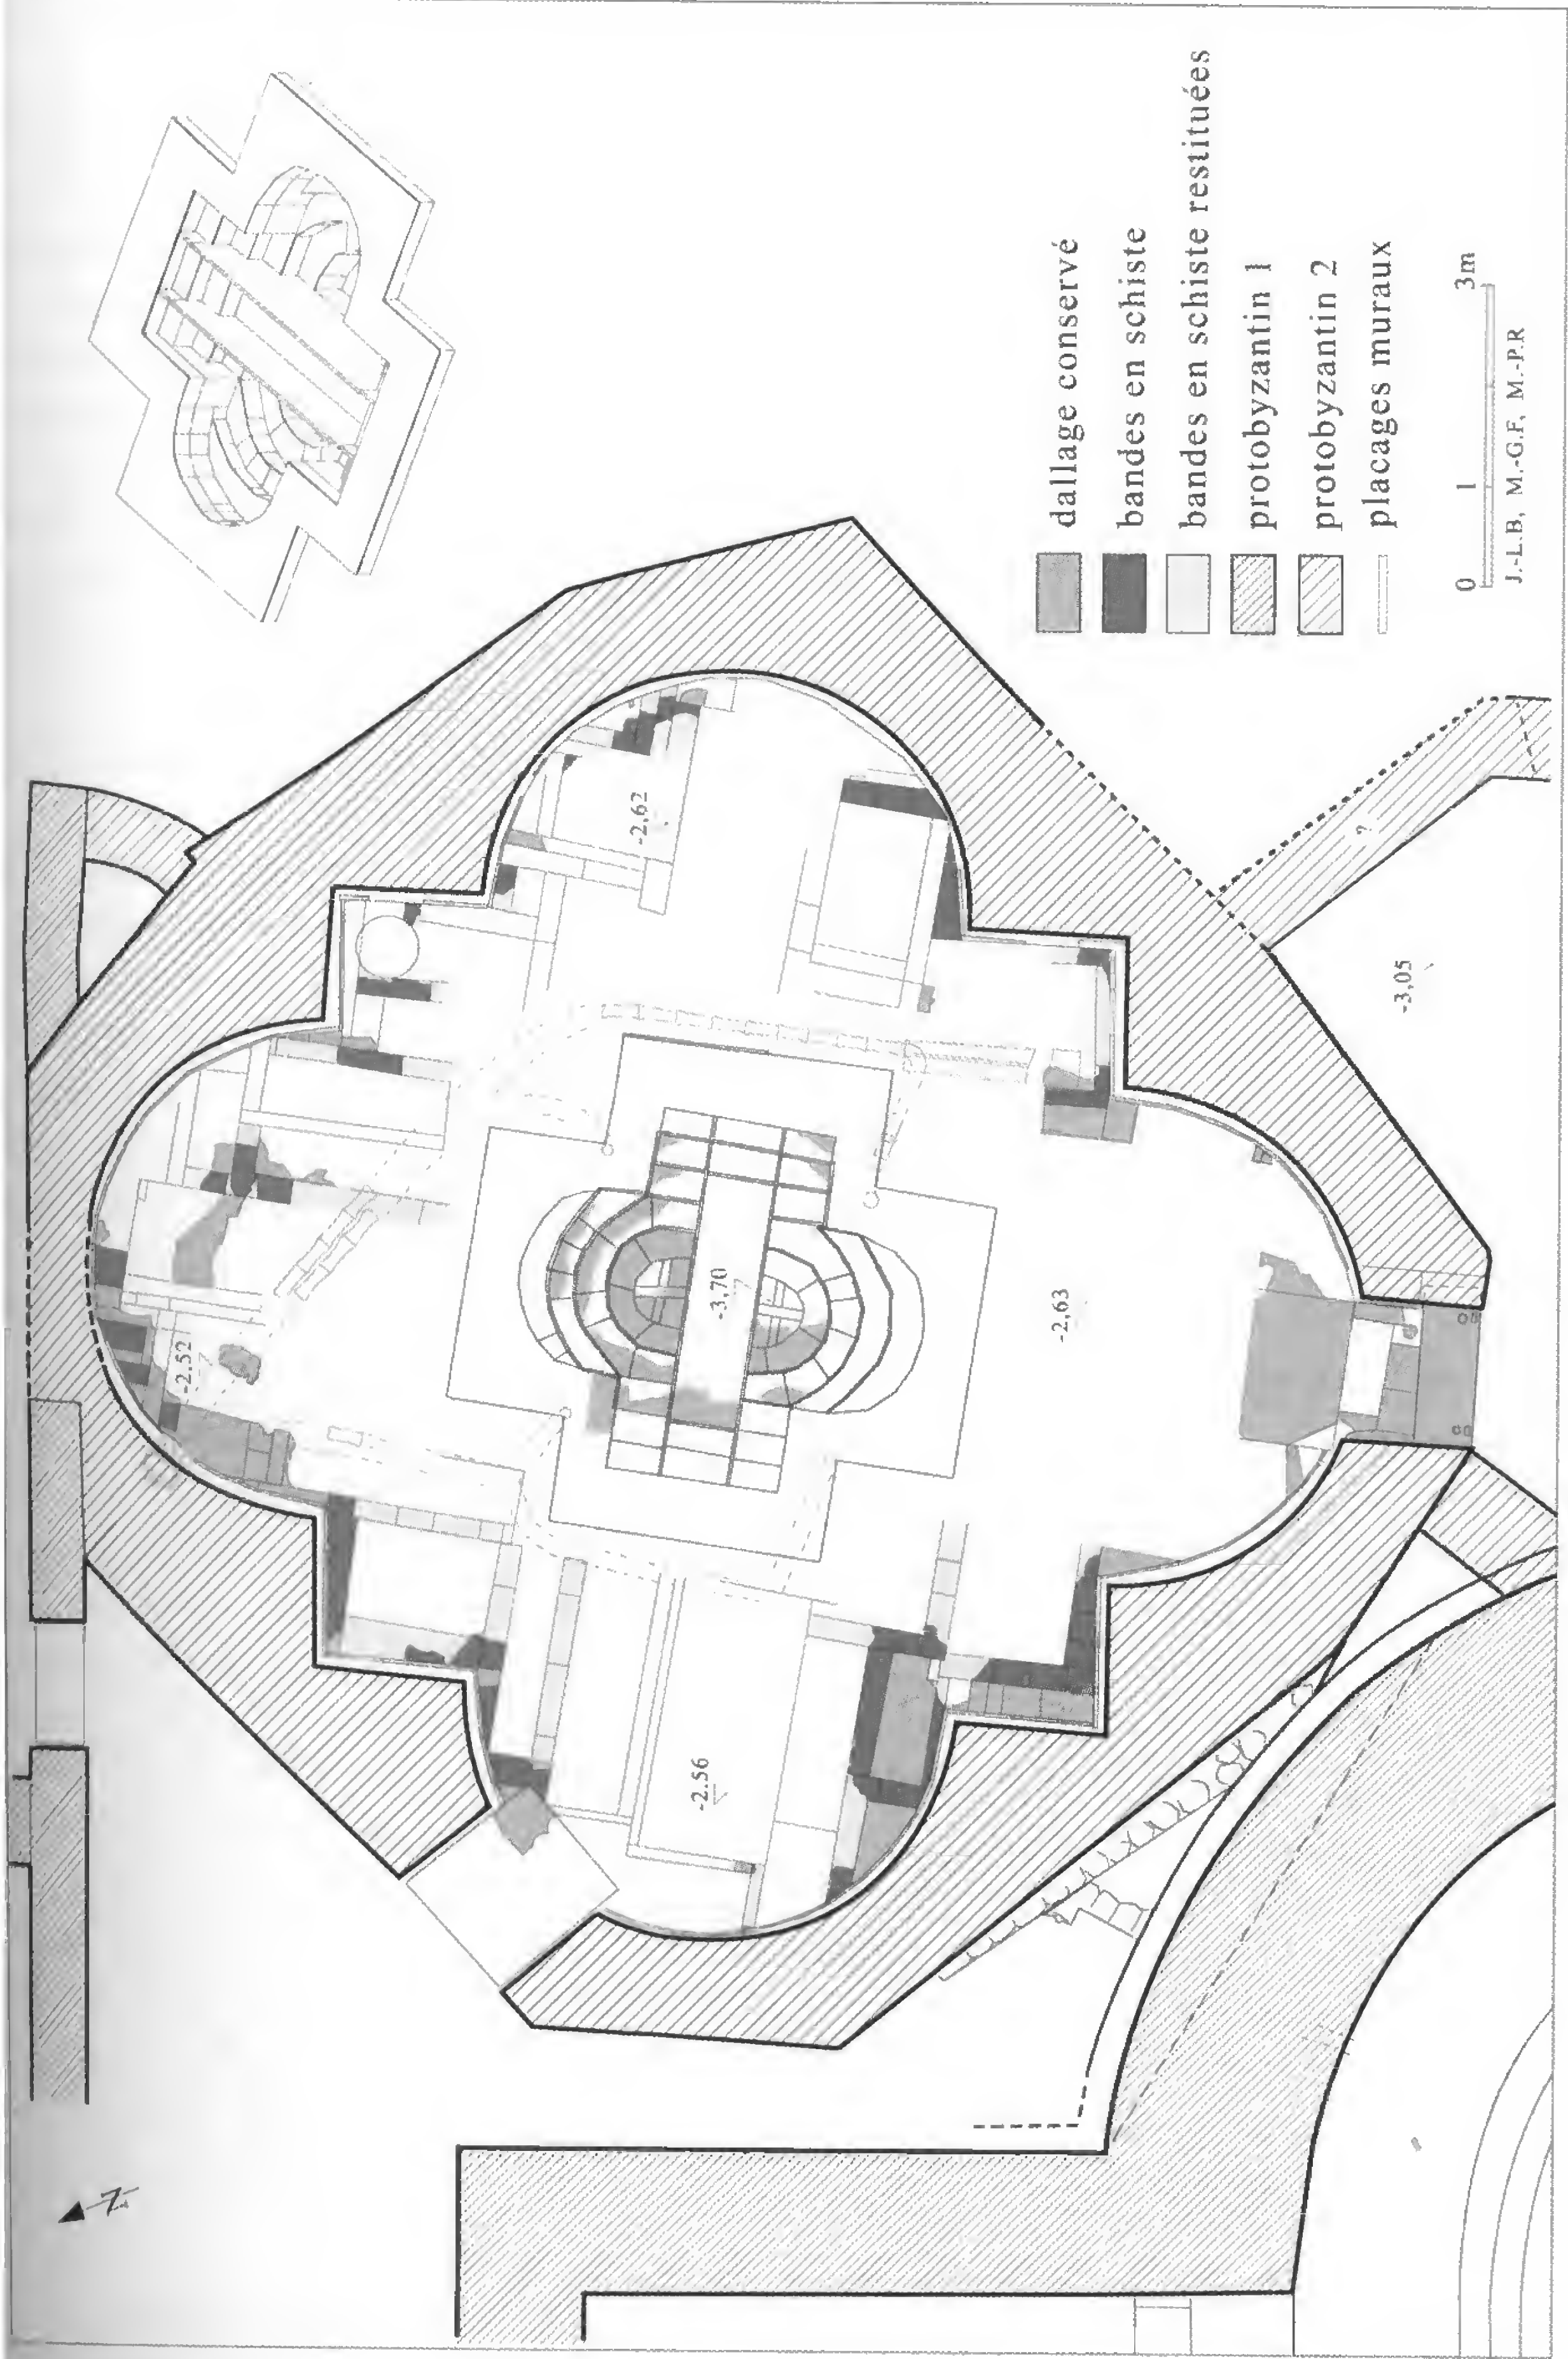 dallage conservé
bandes en schiste
bandes en schiste restituées
protobyzantin 1
protobyzantin 2
placages muraux
0 1 3m
J.-L.B, M.-G.F, M.-P.R
N
-2,62
-2.52
-3,70
-2,63
-2.56
-3,05
?